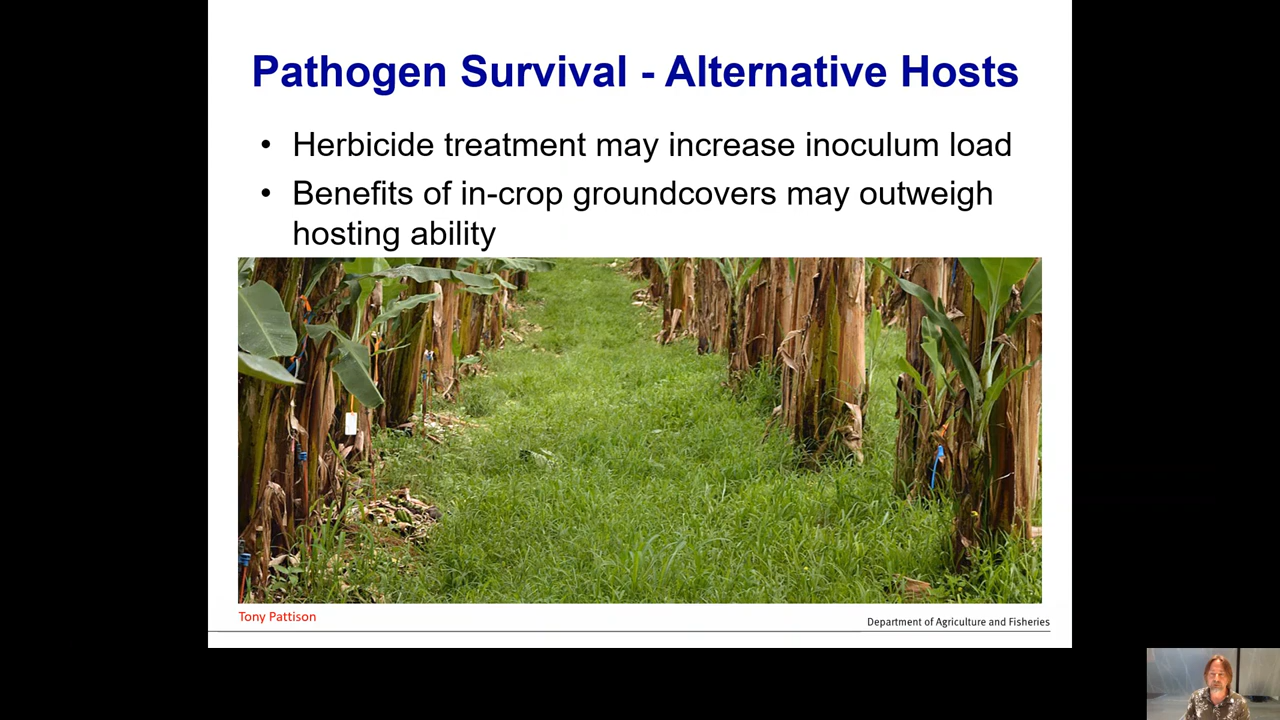 Pathogen Survival - Alternative Hosts
• Herbicide treatment may increase inoculum load
• Benefits of in-crop groundcovers may outweigh
hosting ability
Tony Pattison
Department of Agriculture and Fisheries